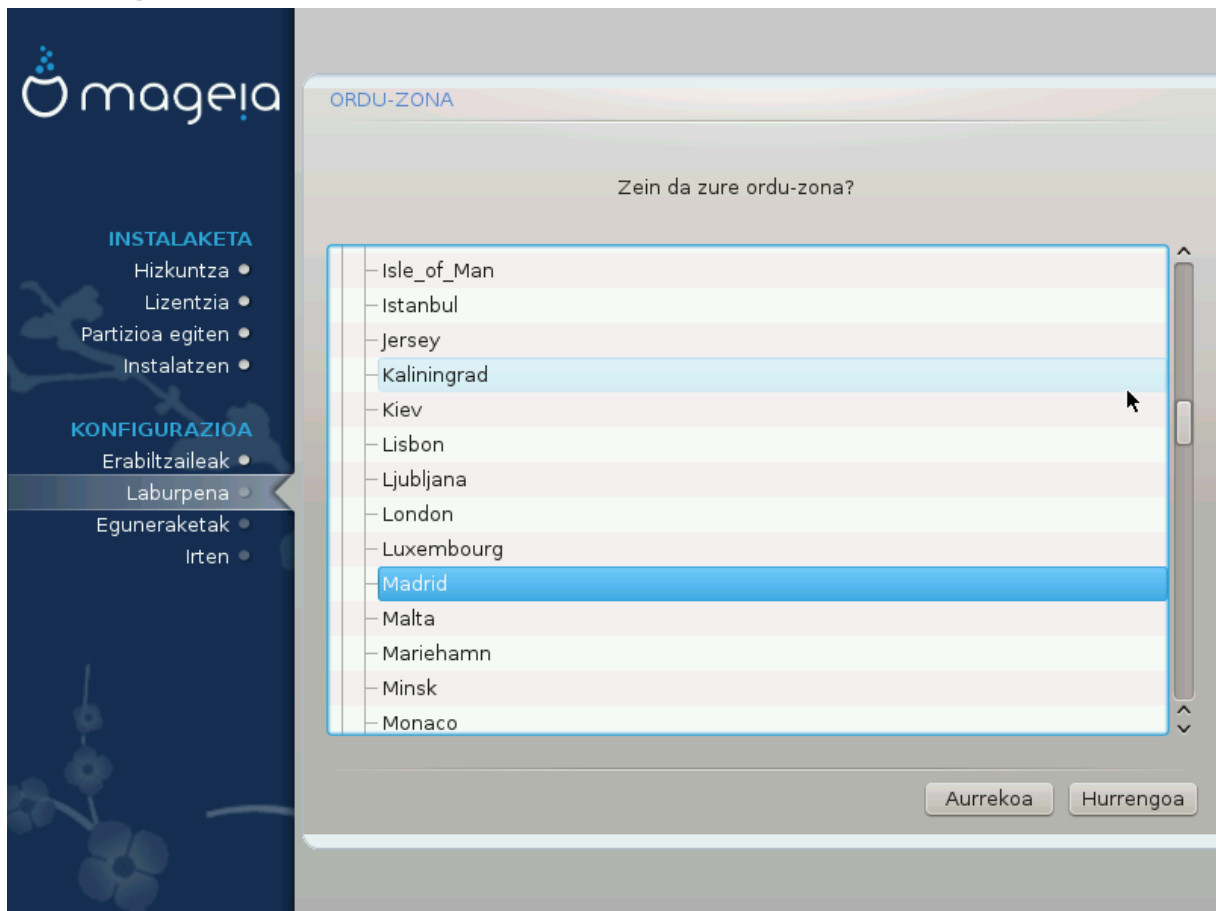 mageia
INSTALAKETA
Hizkuntza
Lizentzia
Partizioa egiten
Instalatzen
KONFIGURAZIOA
Erabiltzaileak
Laburpena
Eguneraketak
Irten
ORDU-ZONA
Zein da zure ordu-zona?
Isle_of_Man
Istanbul
Jersey
Kaliningrad
Kiev
Lisbon
Ljubljana
London
Luxembourg
Madrid
Malta
Mariehamn
Minsk
Monaco
Aurrekoa
Hurrengoa